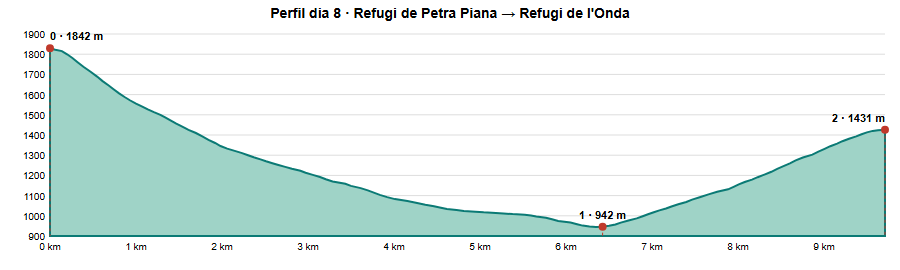 Perfil dia 8 · Refugi de Petra Piana → Refugi de l'Onda
1900
0 · 1842 m
1800
1700
1600
1500
2 · 1431 m
1400
1300
1200
1100
1000
1 · 942 m
900
0 km 1 km 2 km 3 km 4 km 5 km 6 km 7 km 8 km 9 km